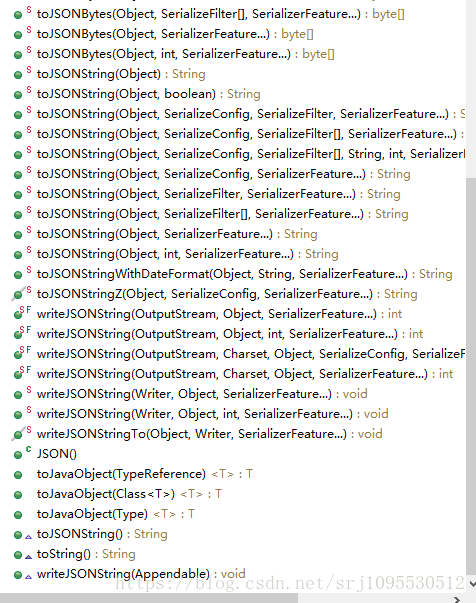 toJSONBytes(Object, SerializeFilter[], SerializerFeature...) : byte[]
toJSONBytes(Object, SerializerFeature...) : byte[]
toJSONBytes(Object, int, SerializerFeature...) : byte[]
S toJSONString(Object) : String
S toJSONString(Object, boolean) : String
S toJSONString(Object, SerializeConfig, SerializeFilter, SerializerFeature...) : S
S toJSONString(Object, SerializeConfig, SerializeFilter[], SerializerFeature...) :
S toJSONString(Object, SerializeConfig, SerializeFilter[], String, int, Serializer
S toJSONString(Object, SerializeConfig, SerializerFeature...) : String
S toJSONString(Object, SerializeFilter, SerializerFeature...) : String
S toJSONString(Object, SerializeFilter[], SerializerFeature...) : String
S toJSONString(Object, SerializerFeature...) : String
S toJSONString(Object, int, SerializerFeature...) : String
S toJSONStringWithDateFormat(Object, String, SerializerFeature...) : String
S toJSONStringZ(Object, SerializeConfig, SerializerFeature...) : String
S F writeJSONString(OutputStream, Object, SerializerFeature...) : int
S F writeJSONString(OutputStream, Object, int, SerializerFeature...) : int
S F writeJSONString(OutputStream, Charset, Object, SerializeConfig, SerializeF
S F writeJSONString(OutputStream, Charset, Object, SerializerFeature...) : int
S writeJSONString(Writer, Object, SerializerFeature...) : void
S writeJSONString(Writer, Object, int, SerializerFeature...) : void
S writeJSONStringTo(Object, Writer, SerializerFeature...) : void
C JSON()
toJavaObject(TypeReference) <T> : T
toJavaObject(Class<T>) <T> : T
toJavaObject(Type) <T> : T
toJSONString() : String
toString() : String
writeJSONString(Appendable) : void
https://blog.csdn.net/srj1095530512